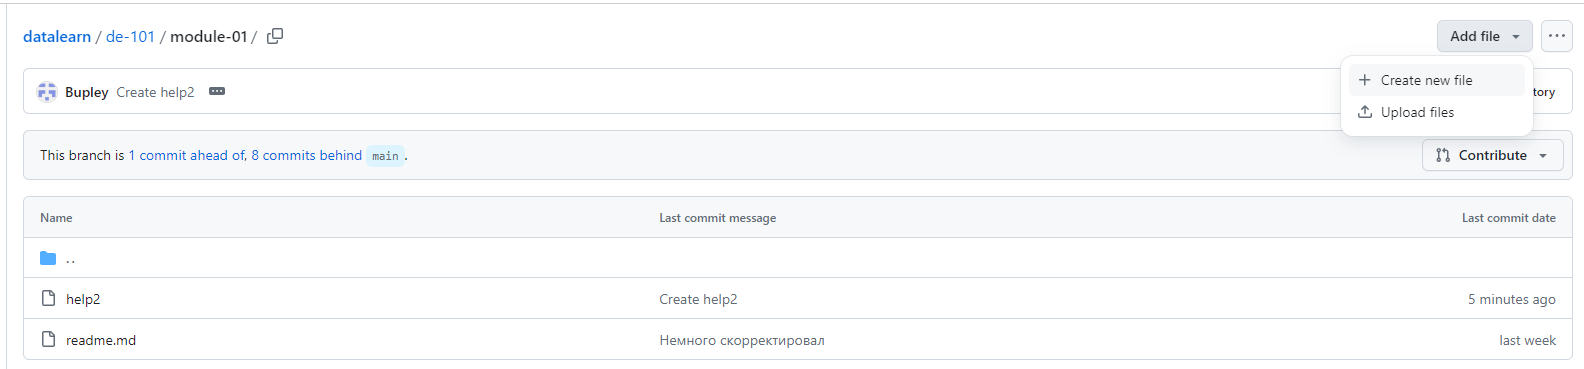 datalearn / de-101 / module-01 /
Add file
Create new file
Upload files
Bupley Create help2
tory
This branch is 1 commit ahead of, 8 commits behind main.
Contribute
Name Last commit message Last commit date
..
help2 Create help2 5 minutes ago
readme.md Немного скорректировал last week